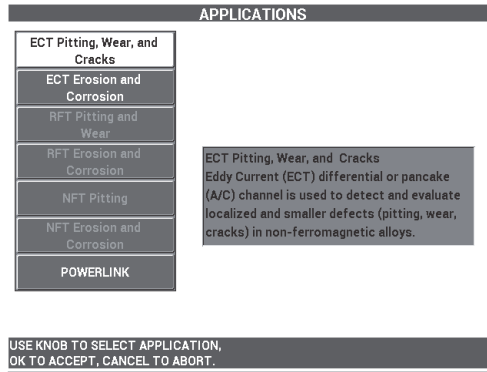 APPLICATIONS
ECT Pitting, Wear, and
Cracks
ECT Erosion and
Corrosion
RFT Pitting and
Wear
RFT Erosion and
Corrosion
NFT Pitting
NFT Erosion and
Corrosion
POWERLINK
ECT Pitting, Wear, and Cracks
Eddy Current (ECT) differential or pancake
(A/C) channel is used to detect and evaluate
localized and smaller defects (pitting, wear,
cracks) in non-ferromagnetic alloys.
USE KNOB TO SELECT APPLICATION,
OK TO ACCEPT, CANCEL TO ABORT.